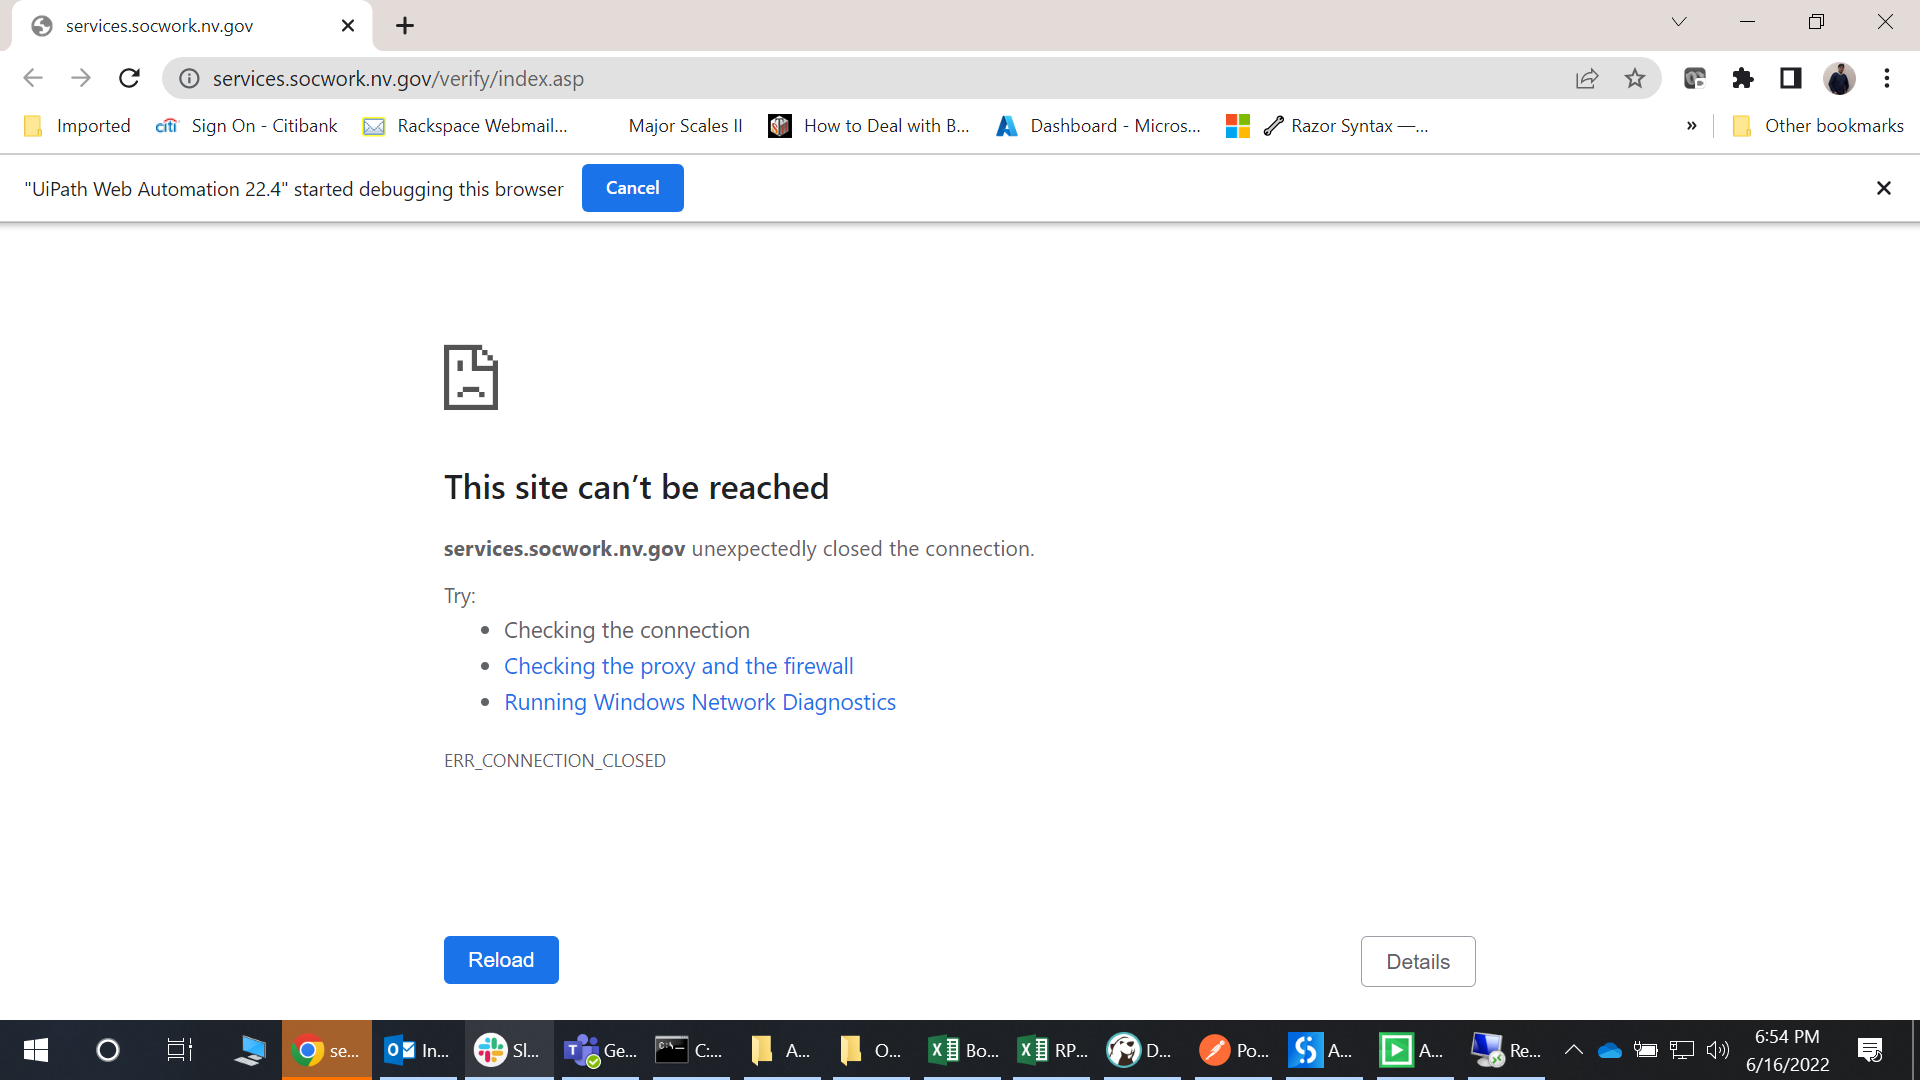 services.socwork.nv.gov
services.socwork.nv.gov/verify/index.asp
Imported
citi Sign On - Citibank
Rackspace Webmail...
Major Scales II
How to Deal with B...
Dashboard - Micros...
Razor Syntax —...
» Other bookmarks
"UiPath Web Automation 22.4" started debugging this browser
Cancel
This site can’t be reached
services.socwork.nv.gov unexpectedly closed the connection.
Try:
• Checking the connection
• Checking the proxy and the firewall
• Running Windows Network Diagnostics
ERR_CONNECTION_CLOSED
Reload
Details
se...
In...
Sl...
Ge...
C:...
A...
O...
Bo...
RP...
D...
Po...
A...
A...
Re...
6:54 PM
6/16/2022